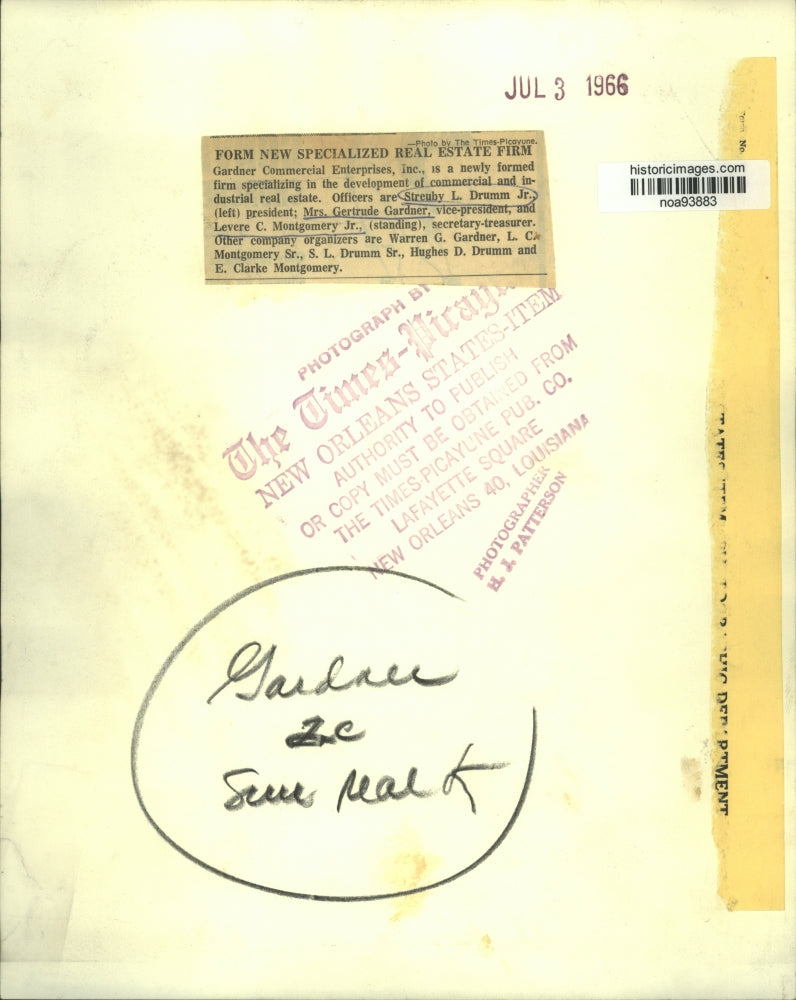 JUL 3 1966
—Photo by The Times-Picayune.
FORM NEW SPECIALIZED REAL ESTATE FIRM
Gardner Commercial Enterprises, Inc., is a newly formed
firm specializing in the development of commercial and in-
dustrial real estate. Officers are Streuby L. Drumm Jr.,
(left) president; Mrs. Gertrude Gardner, vice-president, and
Levere C. Montgomery Jr., (standing), secretary-treasurer.
Other company organizers are Warren G. Gardner, L. C.
Montgomery Sr., S. L. Drumm Sr., Hughes D. Drumm and
E. Clarke Montgomery.
historicimages.com
noa93883
PHOTOGRAPH BY
The Times-Picayune
NEW ORLEANS STATES-ITEM
AUTHORITY TO PUBLISH
OR COPY MUST BE OBTAINED FROM
THE TIMES-PICAYUNE PUB. CO.
LAFAYETTE SQUARE
NEW ORLEANS 40, LOUISIANA
PHOTOGRAPHER
H. J. PATTERSON
Gardner
2c
Sun real